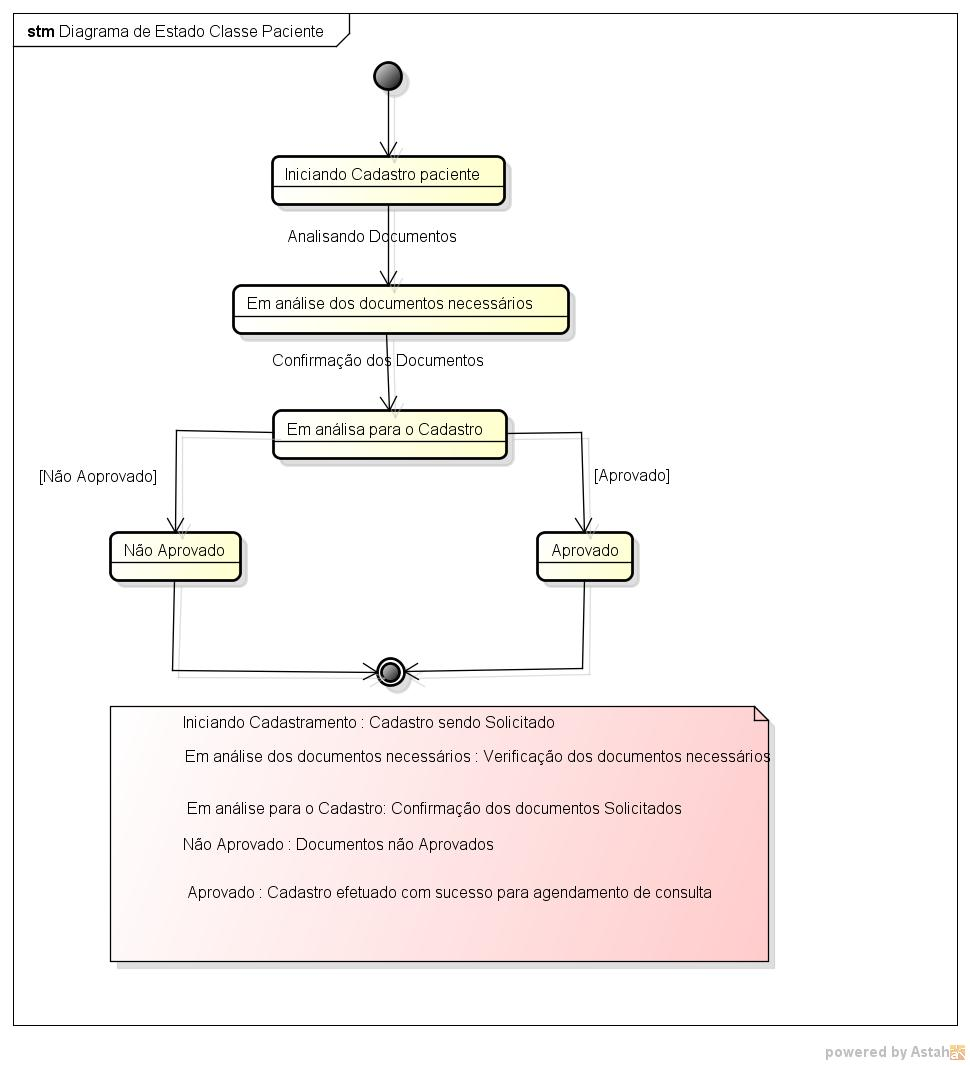 stm Diagrama de Estado Classe Paciente
Iniciando Cadastro paciente
Analisando Documentos
Em análise dos documentos necessários
Confirmação dos Documentos
Em análisa para o Cadastro
[Não Aoprovado]
[Aprovado]
Não Aprovado
Aprovado
Iniciando Cadastramento : Cadastro sendo Solicitado
Em análise dos documentos necessários : Verificação dos documentos necessários
Em análise para o Cadastro: Confirmação dos documentos Solicitados
Não Aprovado : Documentos não Aprovados
Aprovado : Cadastro efetuado com sucesso para agendamento de consulta
powered by Astah